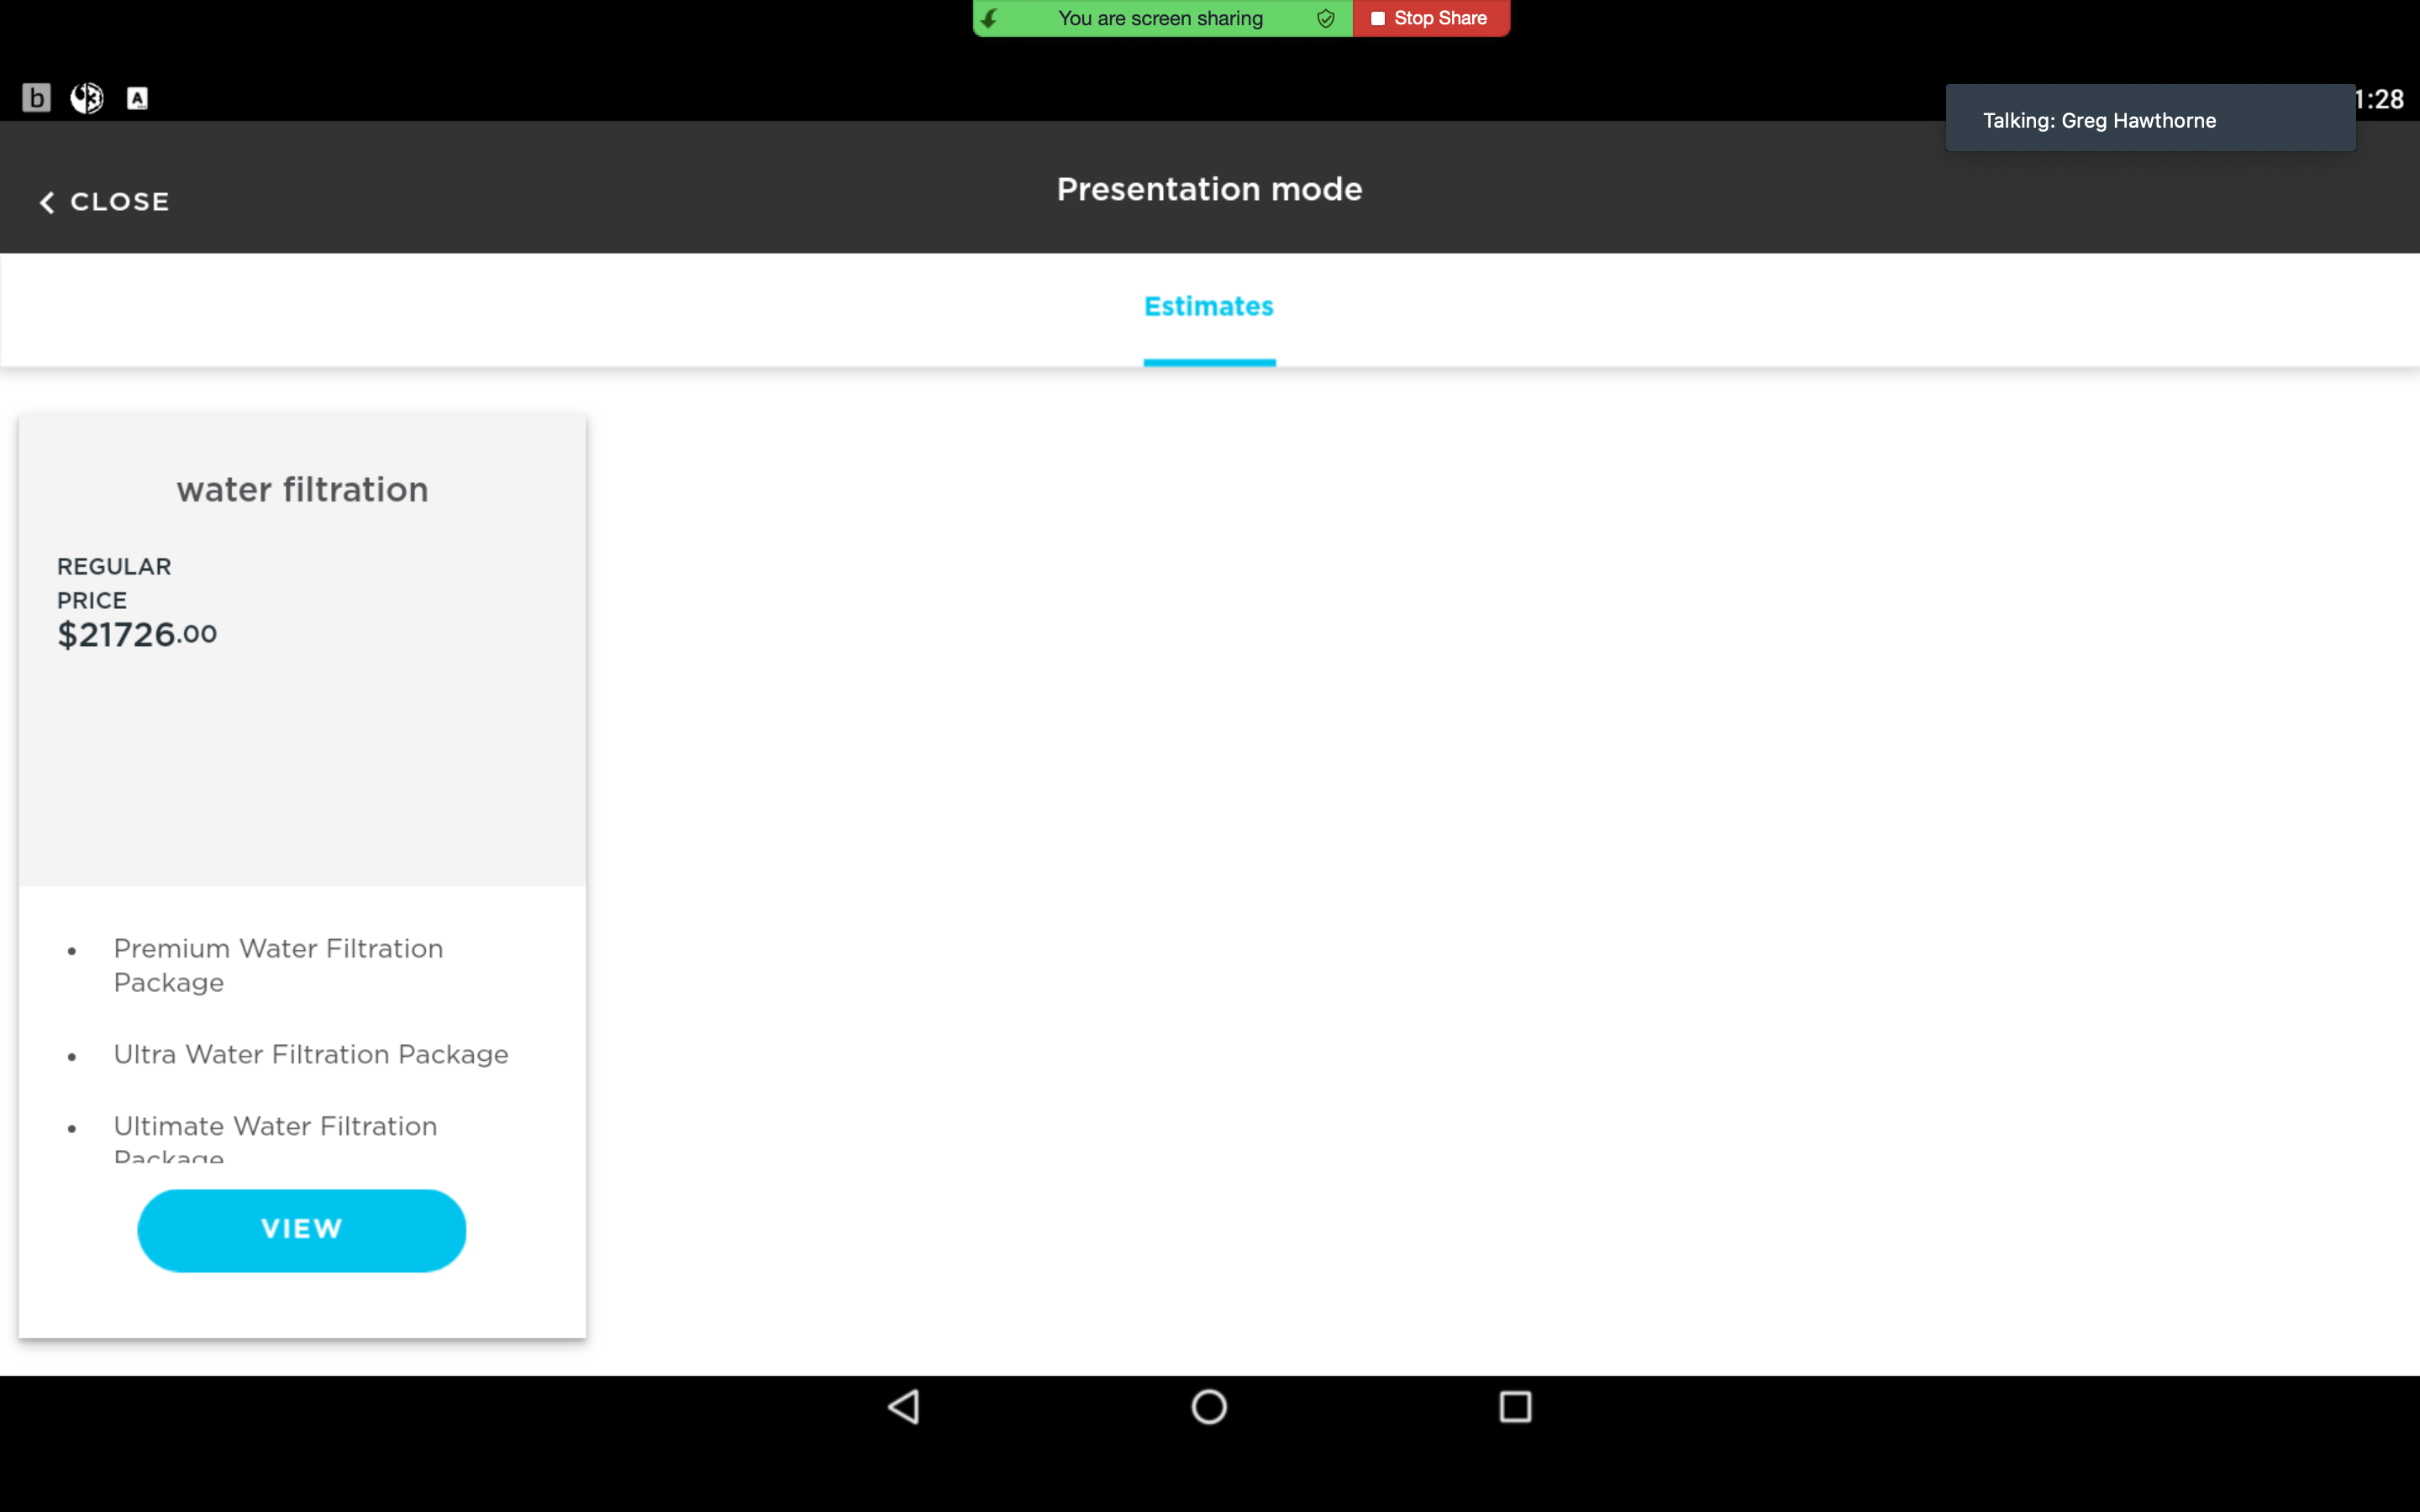 You are screen sharing
Stop Share
b
A
1:28
Talking: Greg Hawthorne
CLOSE
Presentation mode
Estimates
water filtration
REGULAR
PRICE
$21726.00
• Premium Water Filtration
Package
• Ultra Water Filtration Package
• Ultimate Water Filtration
Package
VIEW